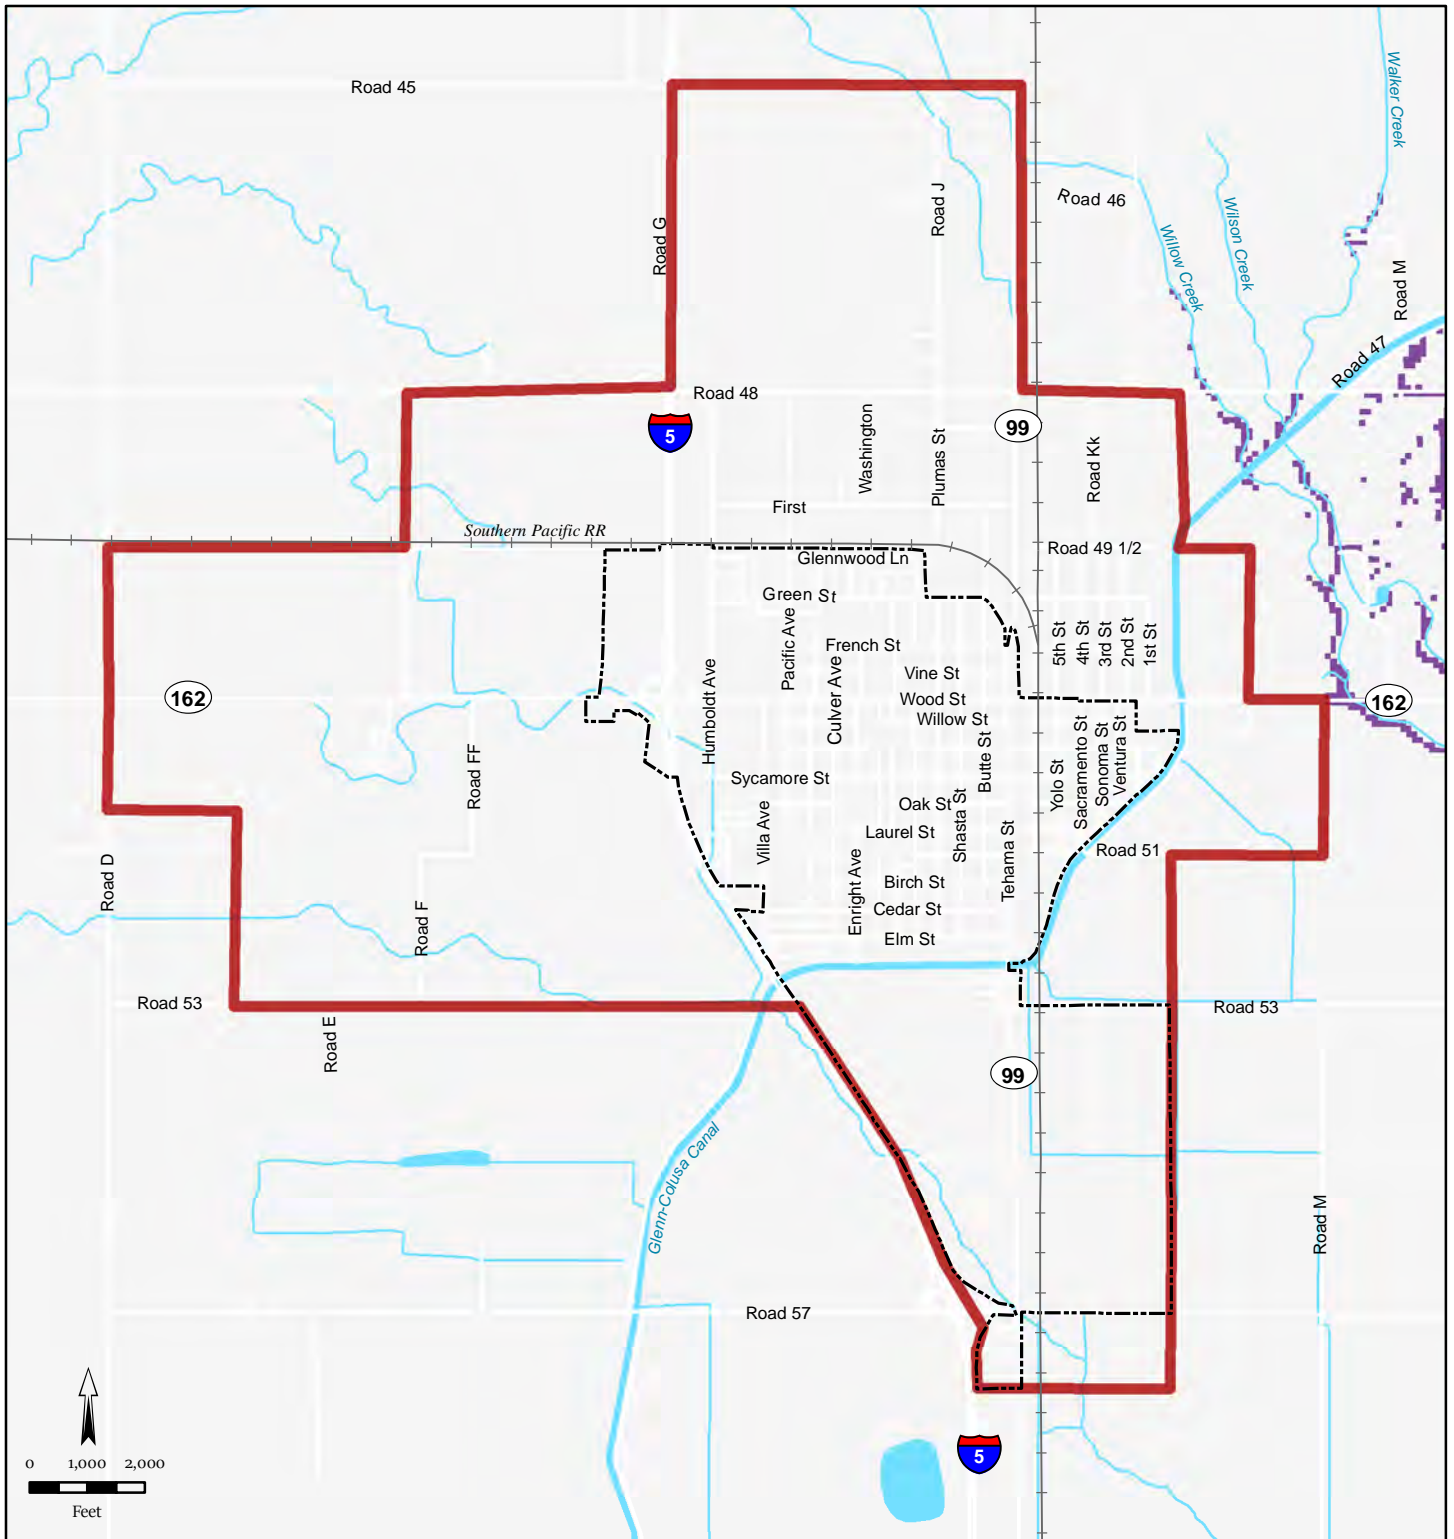 Road 45
Walker Creek
Road J
Road 46
Road G
Willow Creek
Wilson Creek
Road M
Road 47
Road 48
5
99
Washington
Plumas St
Road Kk
First
Southern Pacific RR
Road 49 1/2
Glennwood Ln
Green St
Pacific Ave
French St
5th St
4th St
3rd St
2nd St
1st St
Vine St
Culver Ave
Humboldt Ave
162
Wood St
162
Willow St
Butte St
Sacramento St
Sonoma St
Ventura St
Road FF
Sycamore St
Yolo St
Oak St
Shasta St
Villa Ave
Laurel St
Road 51
Tehama St
Road D
Birch St
Enright Ave
Cedar St
Road F
Elm St
Road 53
Road 53
Road E
99
Glenn-Colusa Canal
Road M
Road 57
5
0 1,000 2,000
Feet